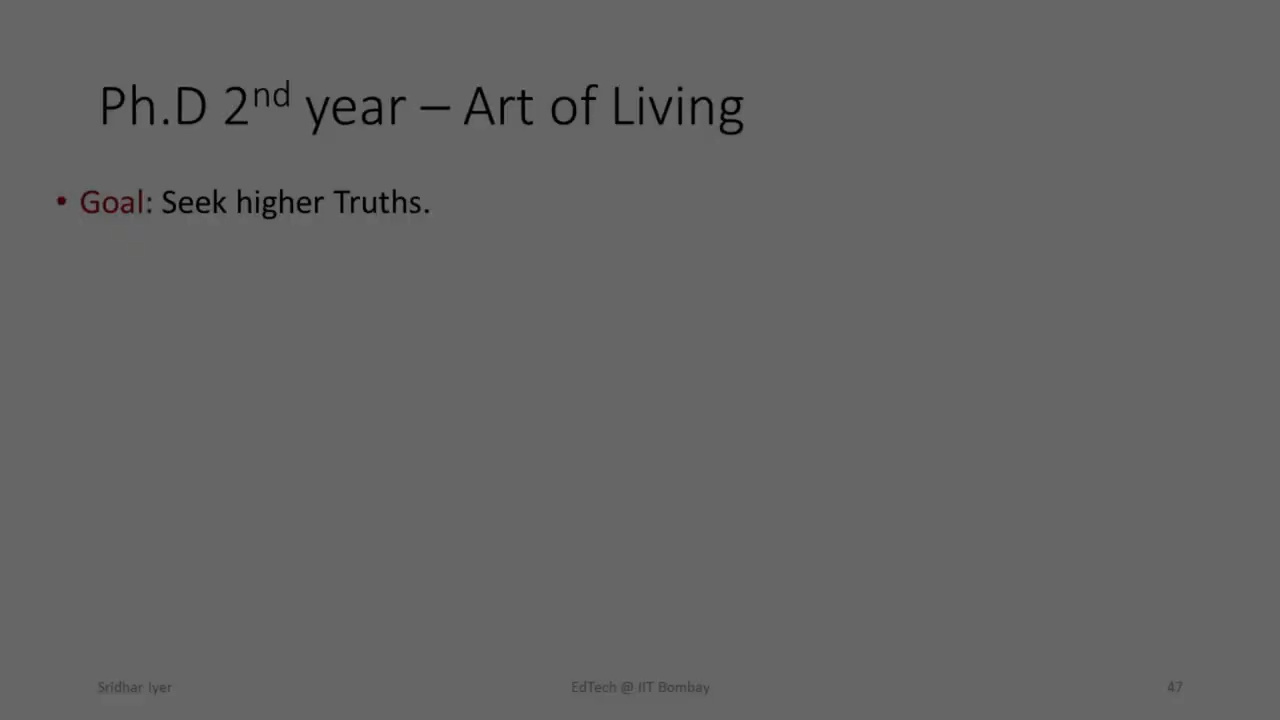 Ph.D 2nd year – Art of Living
• Goal: Seek higher Truths.
Sridhar Iyer
EdTech @ IIT Bombay
47